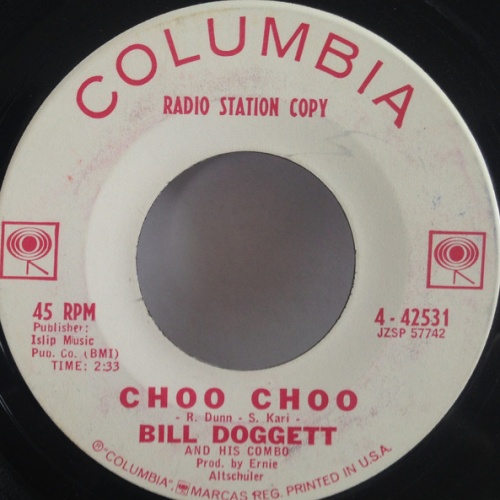 COLUMBIA
RADIO STATION COPY
45 RPM
Publisher:
Islip Music
Pub. Co. (BMI)
TIME: 2:33
4-42531
JZSP 57742
CHOO CHOO
- R. Dunn - S. Kari -
BILL DOGGETT
AND HIS COMBO
Prod. by Ernie
Altschuler
Ⓡ"COLUMBIA", MARCAS REG. PRINTED IN U.S.A.